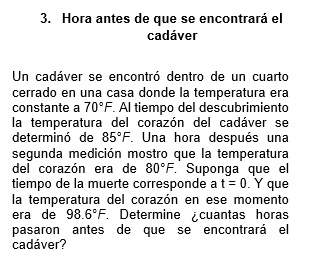 3. Hora antes de que se encontrará el
cadáver
Un cadáver se encontró dentro de un cuarto
cerrado en una casa donde la temperatura era
constante a 70°F. Al tiempo del descubrimiento
la temperatura del corazón del cadáver se
determinó de 85°F. Una hora después una
segunda medición mostro que la temperatura
del corazón era de 80°F. Suponga que el
tiempo de la muerte corresponde a t = 0. Y que
la temperatura del corazón en ese momento
era de 98.6°F. Determine ¿cuantas horas
pasaron antes de que se encontrará el
cadáver?